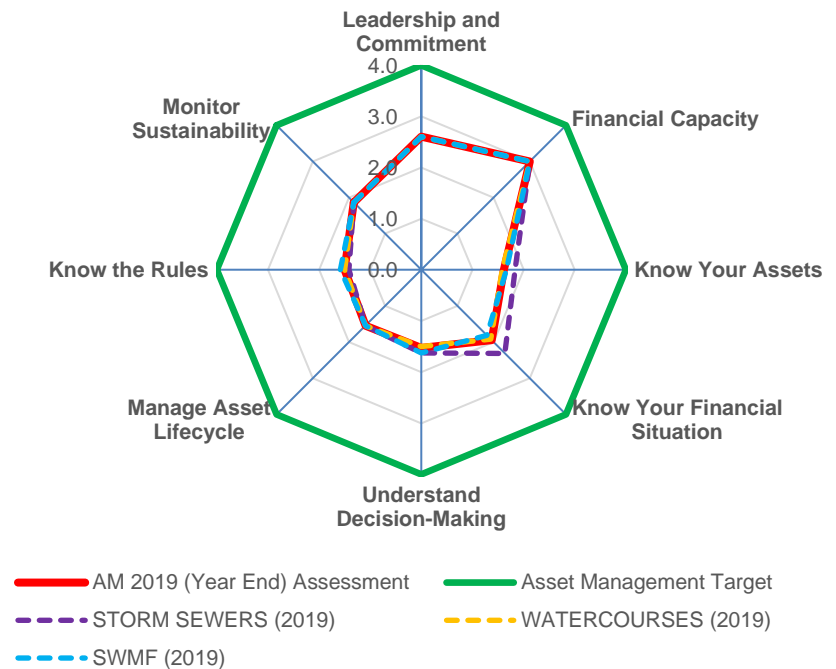 Leadership and
Commitment
4.0
Monitor
Sustainability
Financial Capacity
3.0
2.0
1.0
Know the Rules
0.0
Know Your Assets
Manage Asset
Lifecycle
Know Your Financial
Situation
Understand
Decision-Making
AM 2019 (Year End) Assessment
Asset Management Target
STORM SEWERS (2019)
WATERCOURSES (2019)
SWMF (2019)